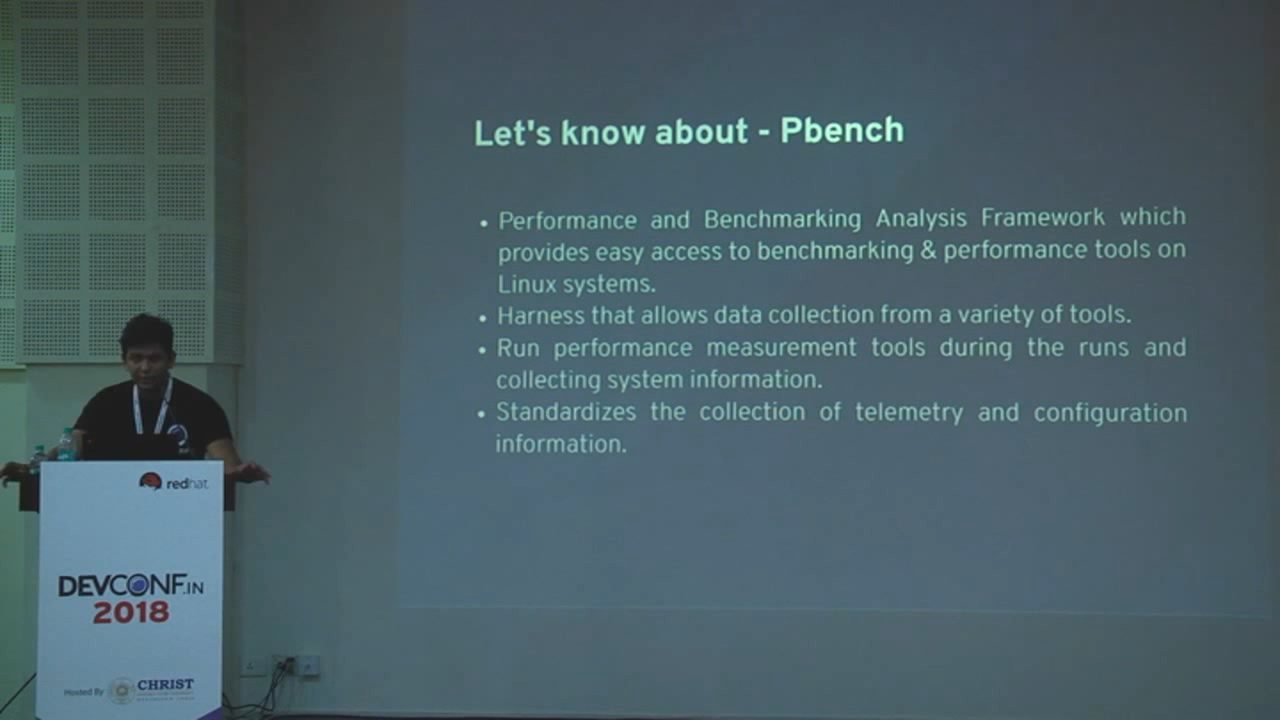 Let's know about - Pbench
• Performance and Benchmarking Analysis Framework which
provides easy access to benchmarking & performance tools on
Linux systems.
• Harness that allows data collection from a variety of tools.
• Run performance measurement tools during the runs and
collecting system information.
• Standardizes the collection of telemetry and configuration
information.
redhat
DEVCONF.IN
2018
Hosted By CHRIST